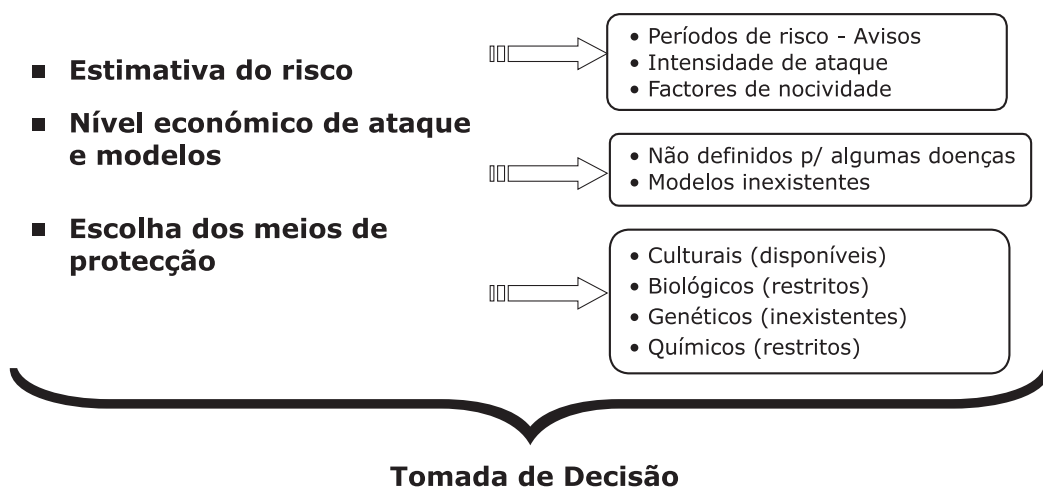 ■ Estimativa do risco
• Períodos de risco - Avisos
• Intensidade de ataque
• Factores de nocividade
■ Nível económico de ataque
e modelos
• Não definidos p/ algumas doenças
• Modelos inexistentes
■ Escolha dos meios de
protecção
• Culturais (disponíveis)
• Biológicos (restritos)
• Genéticos (inexistentes)
• Químicos (restritos)
Tomada de Decisão